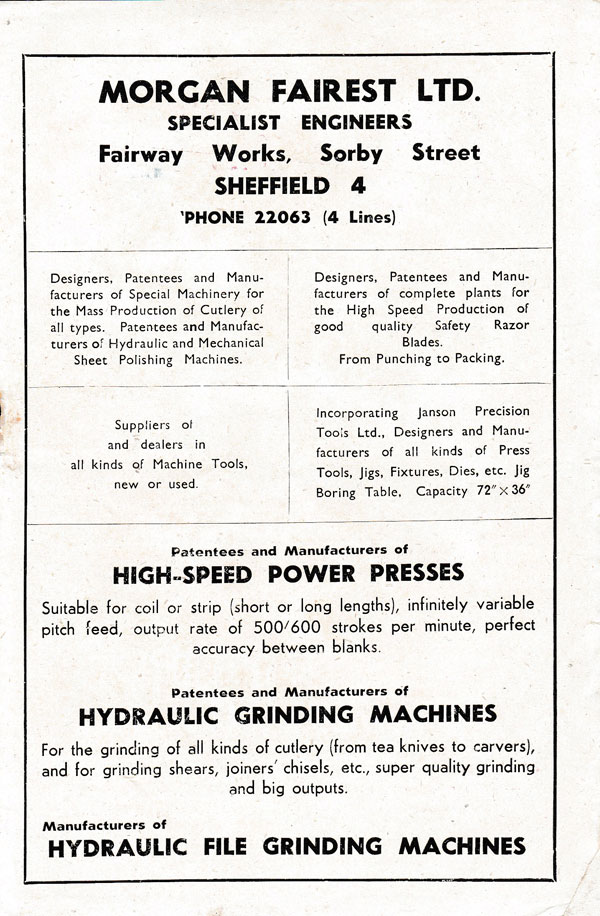 MORGAN FAIREST LTD.
SPECIALIST ENGINEERS
Fairway Works, Sorby Street
SHEFFIELD 4
'PHONE 22063 (4 Lines)
Designers, Patentees and Manu-
facturers of Special Machinery for
the Mass Production of Cutlery of
all types. Patentees and Manufac-
turers of Hydraulic and Mechanical
Sheet Polishing Machines.
Designers, Patentees and Manu-
facturers of complete plants for
the High Speed Production of
good quality Safety Razor
Blades.
From Punching to Packing.
Suppliers of
and dealers in
all kinds of Machine Tools,
new or used.
Incorporating Janson Precision
Tools Ltd., Designers and Manu-
facturers of all kinds of Press
Tools, Jigs, Fixtures, Dies, etc. Jig
Boring Table, Capacity 72" × 36"
Patentees and Manufacturers of
HIGH-SPEED POWER PRESSES
Suitable for coil or strip (short or long lengths), infinitely variable
pitch feed, output rate of 500/600 strokes per minute, perfect
accuracy between blanks.
Patentees and Manufacturers of
HYDRAULIC GRINDING MACHINES
For the grinding of all kinds of cutlery (from tea knives to carvers),
and for grinding shears, joiners' chisels, etc., super quality grinding
and big outputs.
Manufacturers of
HYDRAULIC FILE GRINDING MACHINES